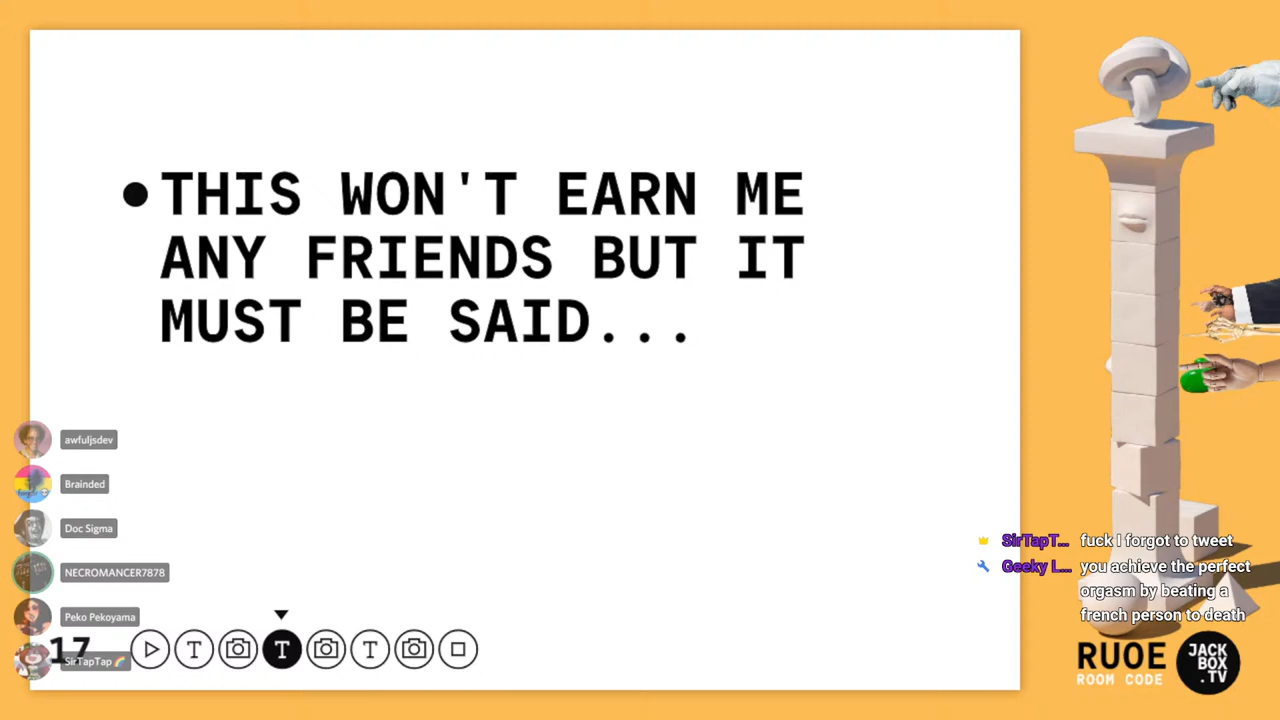 •THIS WON'T EARN ME
ANY FRIENDS BUT IT
MUST BE SAID...
awfuljsdev
Brainded
Doc Sigma
NECROMANCER7878
Peko Pekoyama
SirTapTap 🌈
17
T
T
T
SirTapT... fuck I forgot to tweet
Geeky L... you achieve the perfect
orgasm by beating a
french person to death
RUOE
ROOM CODE
JACK
BOX
.TV